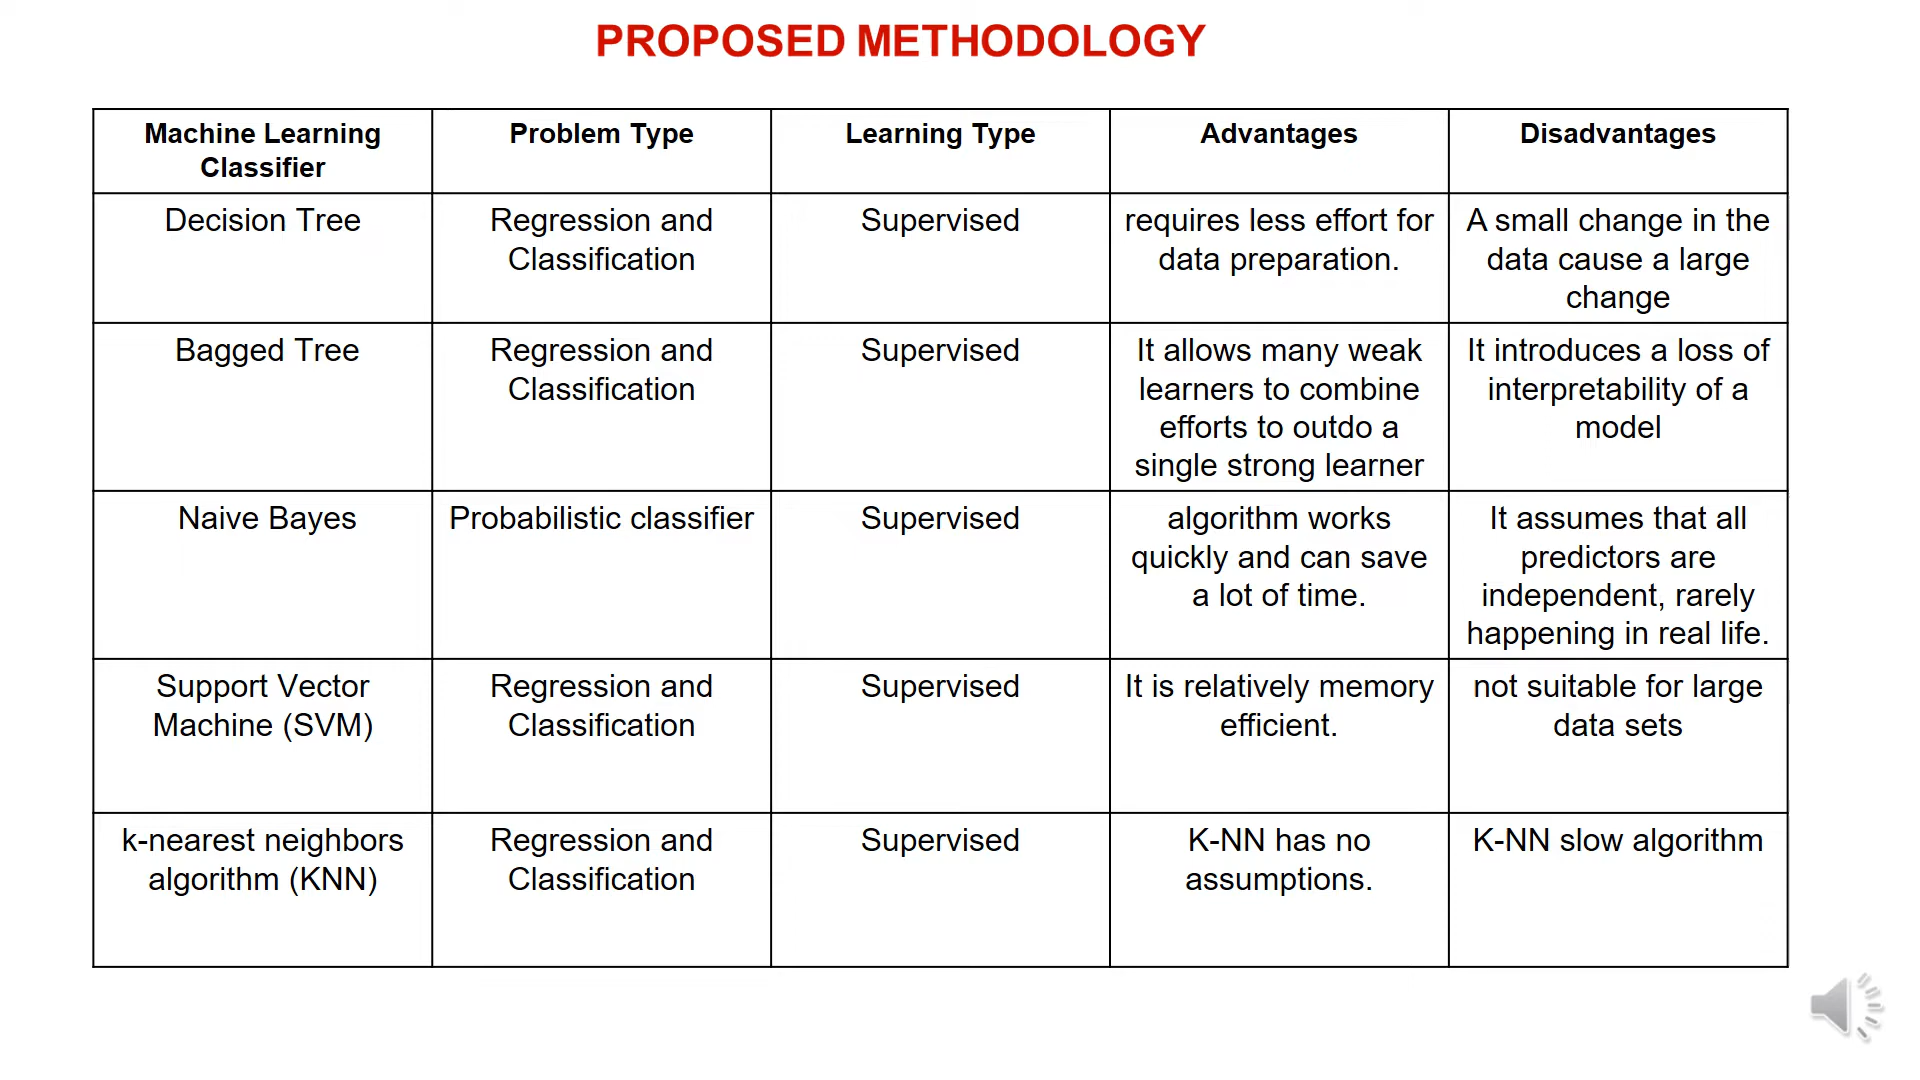 PROPOSED METHODOLOGY
Machine Learning
Classifier
Problem Type
Learning Type
Advantages
Disadvantages
Decision Tree
Regression and
Classification
Supervised
requires less effort for
data preparation.
A small change in the
data cause a large
change
Bagged Tree
Regression and
Classification
Supervised
It allows many weak
learners to combine
efforts to outdo a
single strong learner
It introduces a loss of
interpretability of a
model
Naive Bayes
Probabilistic classifier
Supervised
algorithm works
quickly and can save
a lot of time.
It assumes that all
predictors are
independent, rarely
happening in real life.
Support Vector
Machine (SVM)
Regression and
Classification
Supervised
It is relatively memory
efficient.
not suitable for large
data sets
k-nearest neighbors
algorithm (KNN)
Regression and
Classification
Supervised
K-NN has no
assumptions.
K-NN slow algorithm